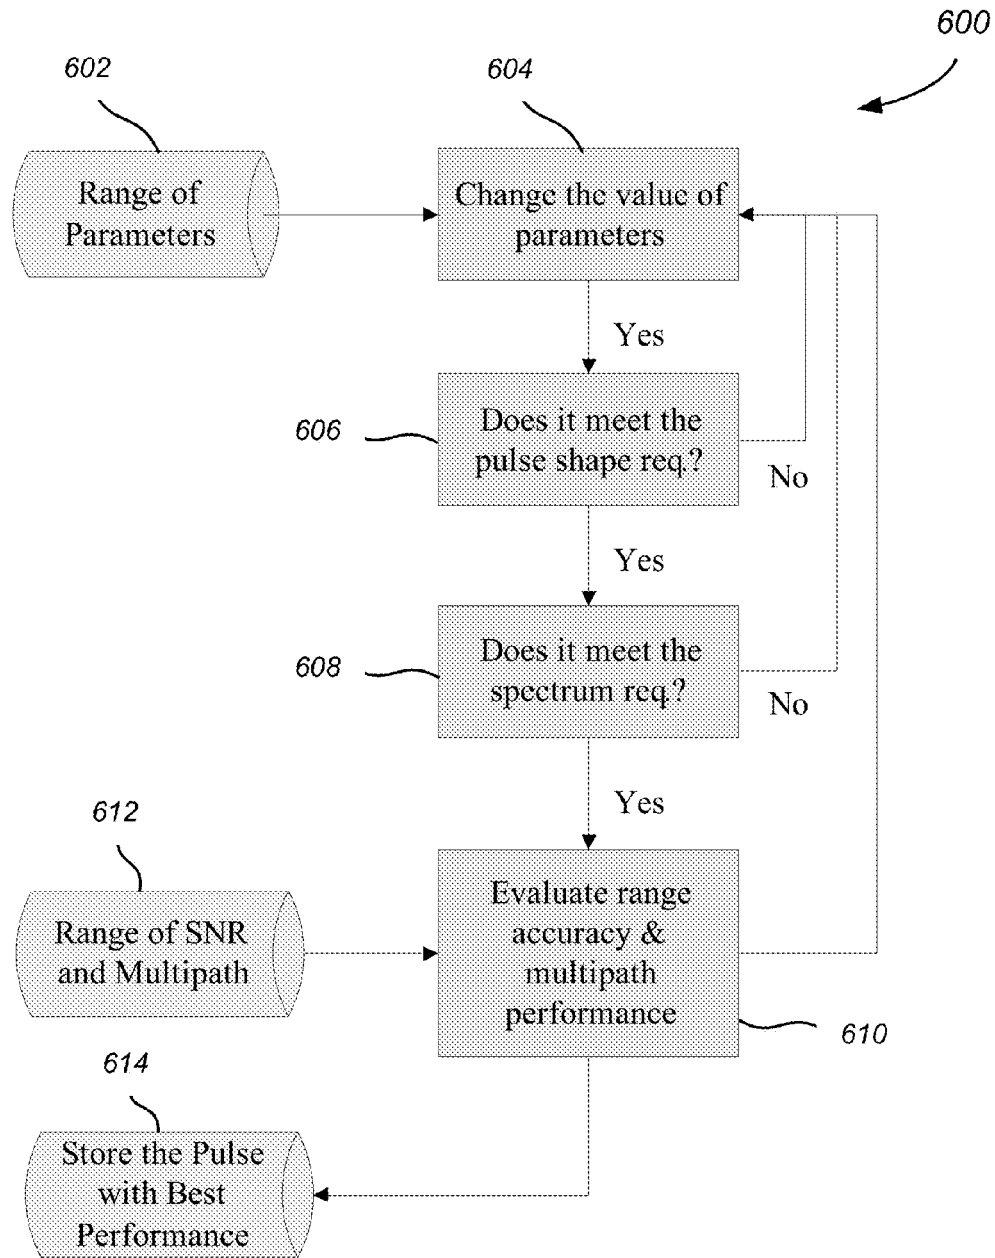 600
602
604
Range of
Parameters
Change the value of
parameters
Yes
606
Does it meet the
pulse shape req.?
No
Yes
608
Does it meet the
spectrum req.?
No
Yes
612
Range of SNR
and Multipath
Evaluate range
accuracy &
multipath
performance
610
614
Store the Pulse
with Best
Performance